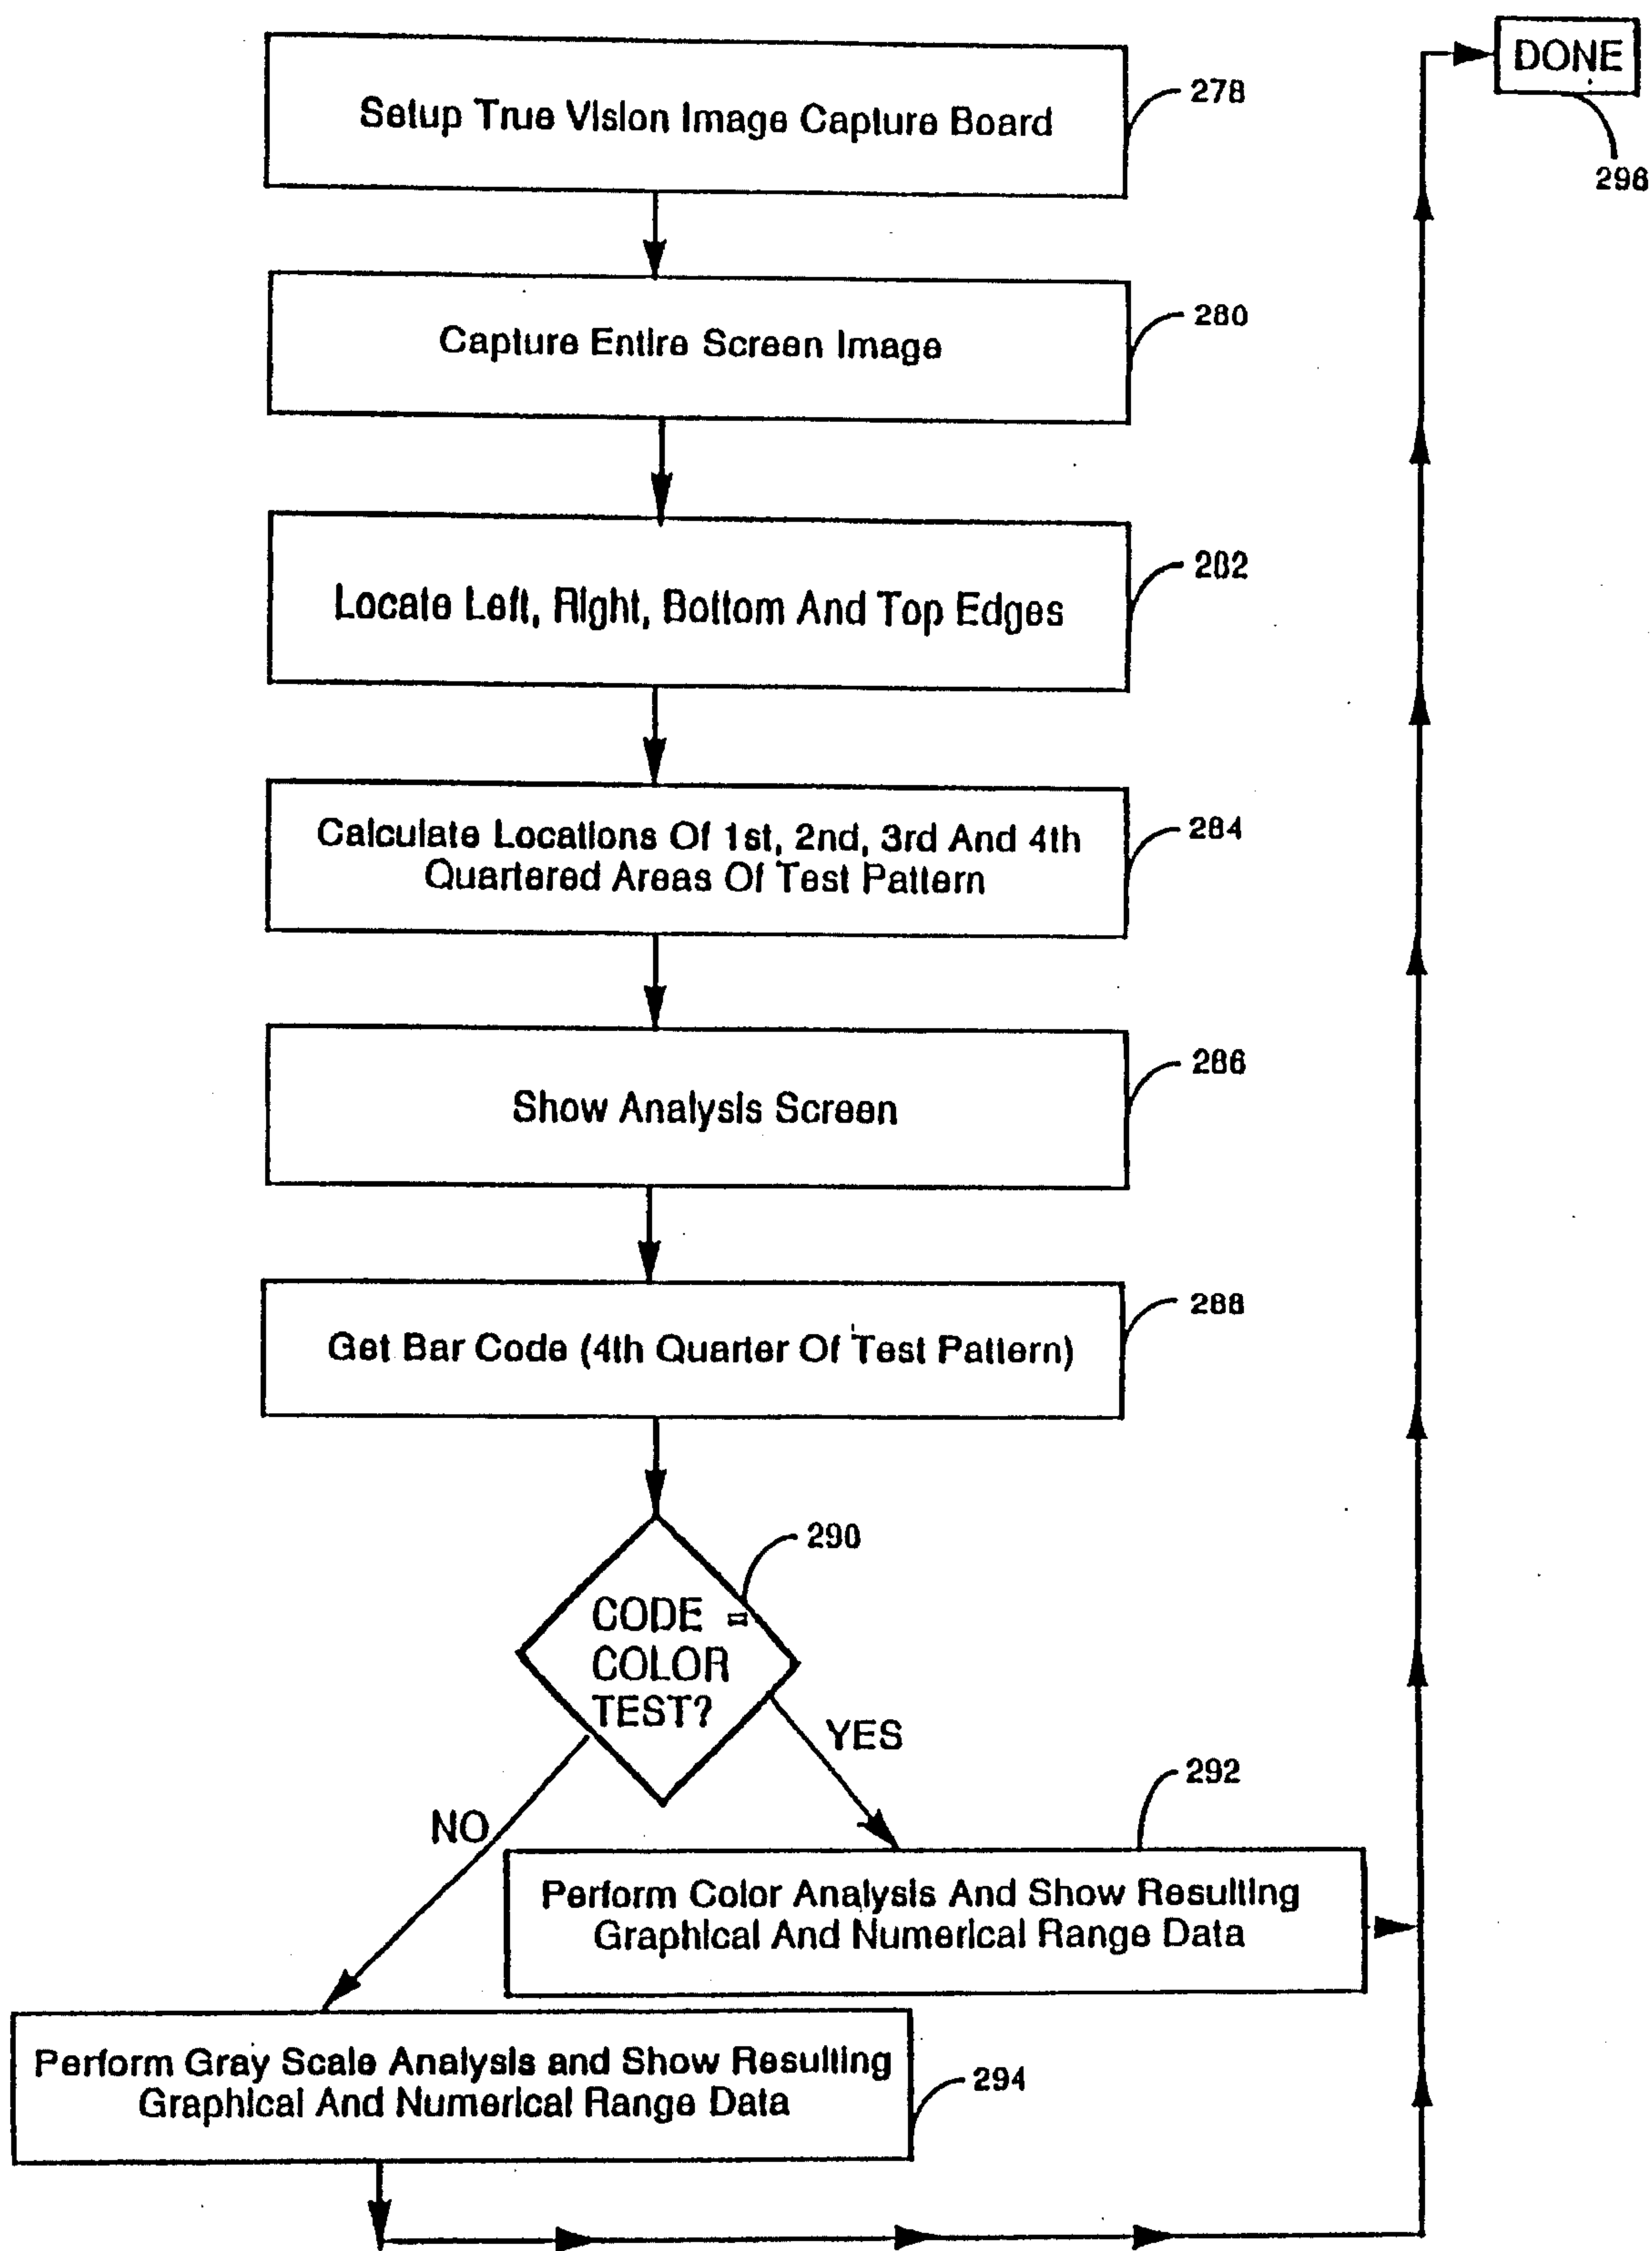 Setup True Vision Image Capture Board
278
DONE
296
Capture Entire Screen Image
280
Locate Left, Right, Bottom And Top Edges
282
Calculate Locations Of 1st, 2nd, 3rd And 4th
Quartered Areas Of Test Pattern
284
Show Analysis Screen
286
Get Bar Code (4th Quarter Of Test Pattern)
288
290
CODE =
COLOR
TEST?
YES
NO
292
Perform Color Analysis And Show Resulting
Graphical And Numerical Range Data
Perform Gray Scale Analysis and Show Resulting
Graphical And Numerical Range Data
294